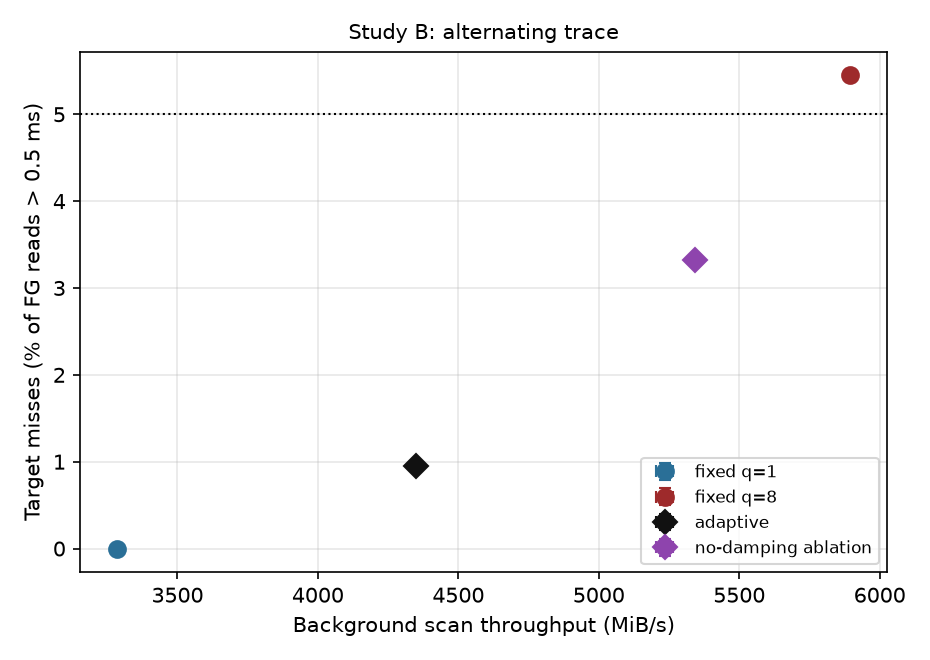 Study B: alternating trace
Target misses (% of FG reads > 0.5 ms)
5
4
3
2
1
0
fixed q=1
fixed q=8
adaptive
no-damping ablation
3500 4000 4500 5000 5500 6000
Background scan throughput (MiB/s)